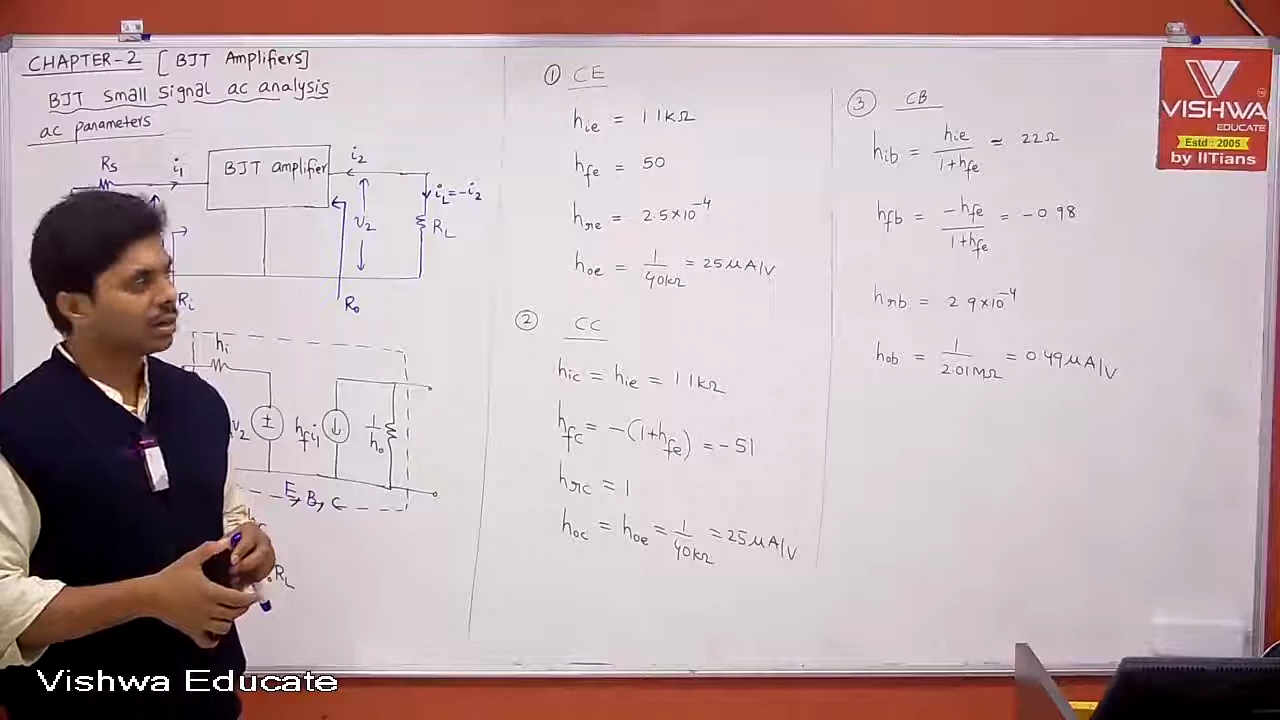 CHAPTER-2 [BJT Amplifiers]
BJT small signal ac analysis
ac parameters
Rs
i₁
BJT amplifier
i₂
iL=-i₂
v₂
RL
Ri
Ro
hi
v₂
hf i₁
1/ho
E, B, C
RL
① CE
hie = 1.1kΩ
hfe = 50
hre = 2.5×10⁻⁴
hoe = 1/40kΩ = 25μA/V
② CC
hic = hie = 1.1kΩ
hfc = -(1+hfe) = -51
hrc = 1
hoc = hoe = 1/40kΩ = 25μA/V
③ CB
hib = hie/1+hfe ≈ 22Ω
hfb = -hfe/1+hfe = -0.98
hrb = 2.9×10⁻⁴
hob = 1/2.01MΩ = 0.49μA/V
VISHWA
EDUCATE
Estd : 2005
by IITians
Vishwa Educate